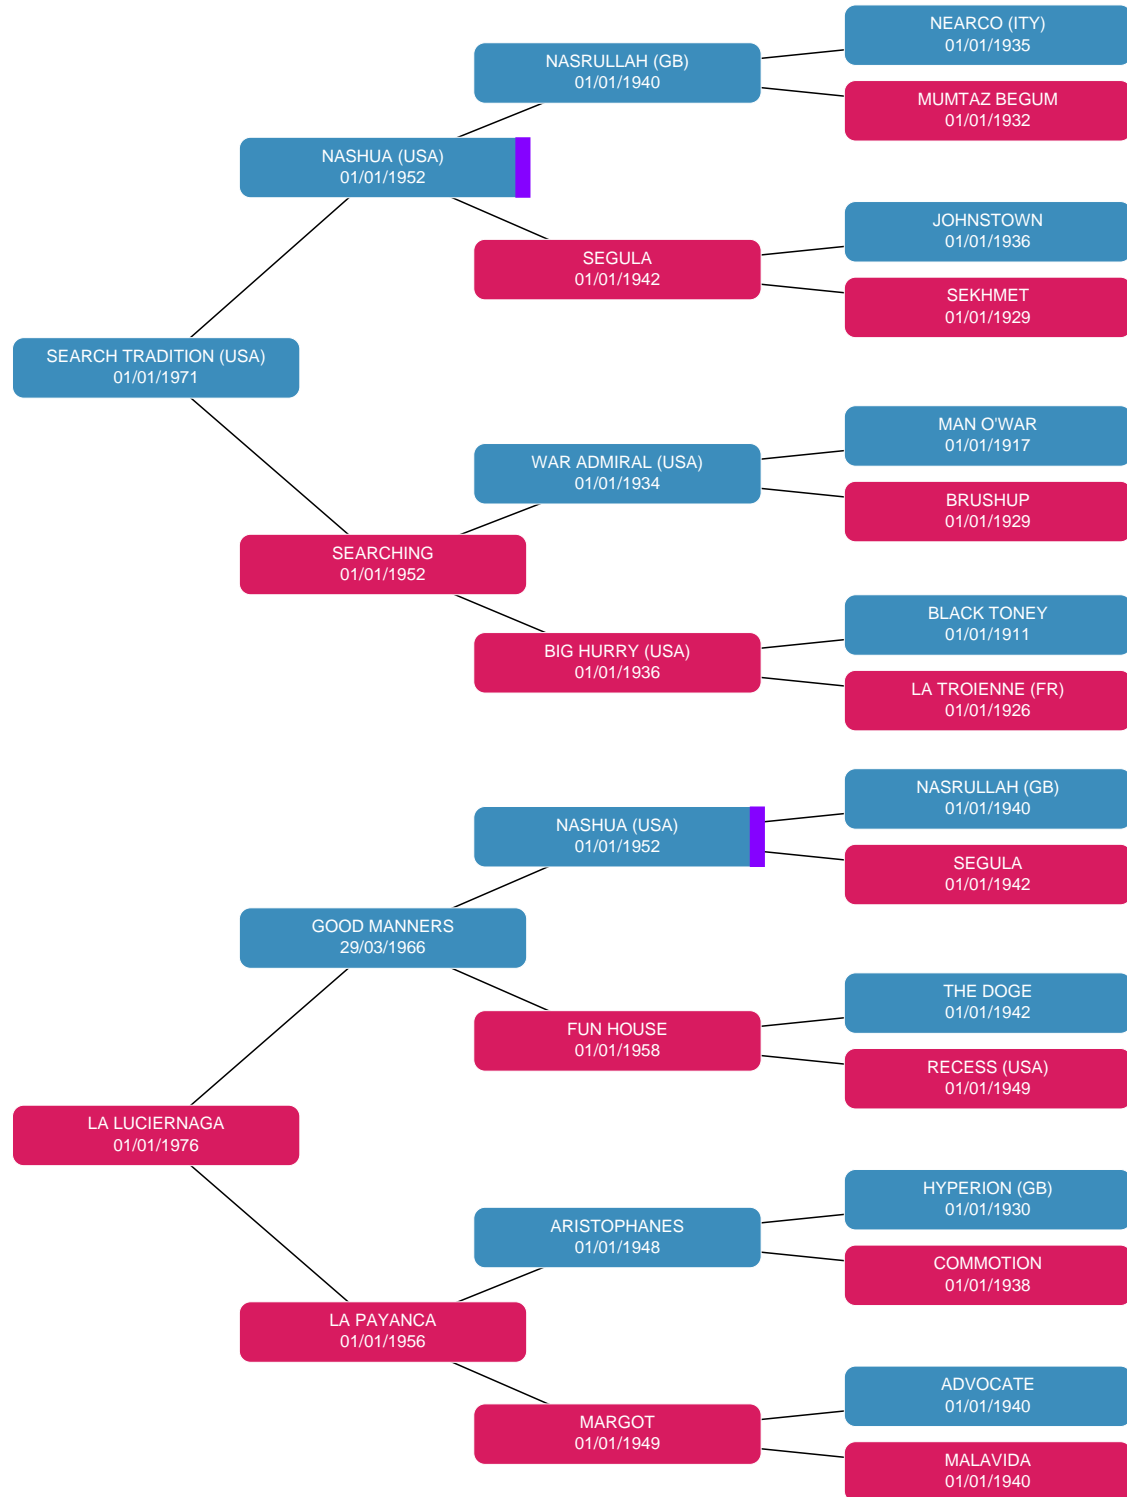 NEARCO (ITY)
01/01/1935
NASRULLAH (GB)
01/01/1940
MUMTAZ BEGUM
01/01/1932
NASHUA (USA)
01/01/1952
JOHNSTOWN
01/01/1936
SEGULA
01/01/1942
SEKHMET
01/01/1929
SEARCH TRADITION (USA)
01/01/1971
MAN O'WAR
01/01/1917
WAR ADMIRAL (USA)
01/01/1934
BRUSHUP
01/01/1929
SEARCHING
01/01/1952
BLACK TONEY
01/01/1911
BIG HURRY (USA)
01/01/1936
LA TROIENNE (FR)
01/01/1926
NASRULLAH (GB)
01/01/1940
NASHUA (USA)
01/01/1952
SEGULA
01/01/1942
GOOD MANNERS
29/03/1966
THE DOGE
01/01/1942
FUN HOUSE
01/01/1958
RECESS (USA)
01/01/1949
LA LUCIERNAGA
01/01/1976
HYPERION (GB)
01/01/1930
ARISTOPHANES
01/01/1948
COMMOTION
01/01/1938
LA PAYANCA
01/01/1956
ADVOCATE
01/01/1940
MARGOT
01/01/1949
MALAVIDA
01/01/1940